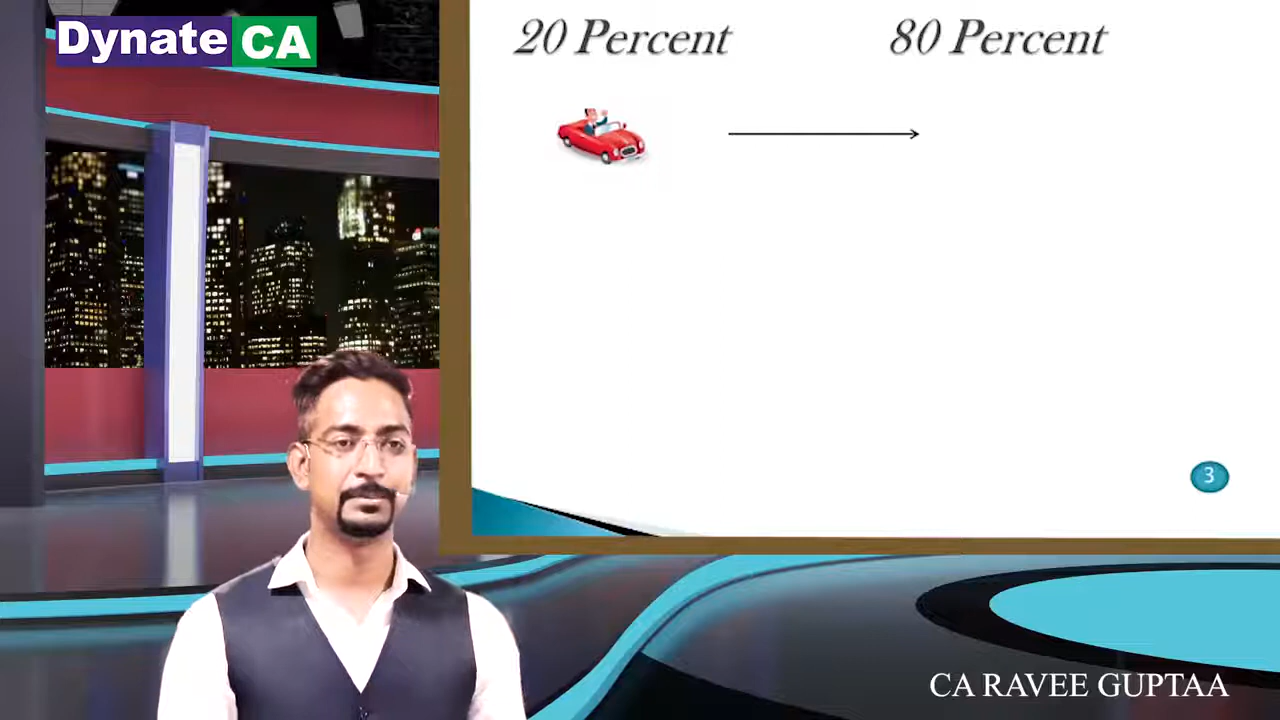 Dynate CA
20 Percent
80 Percent
3
CA RAVEE GUPTAA